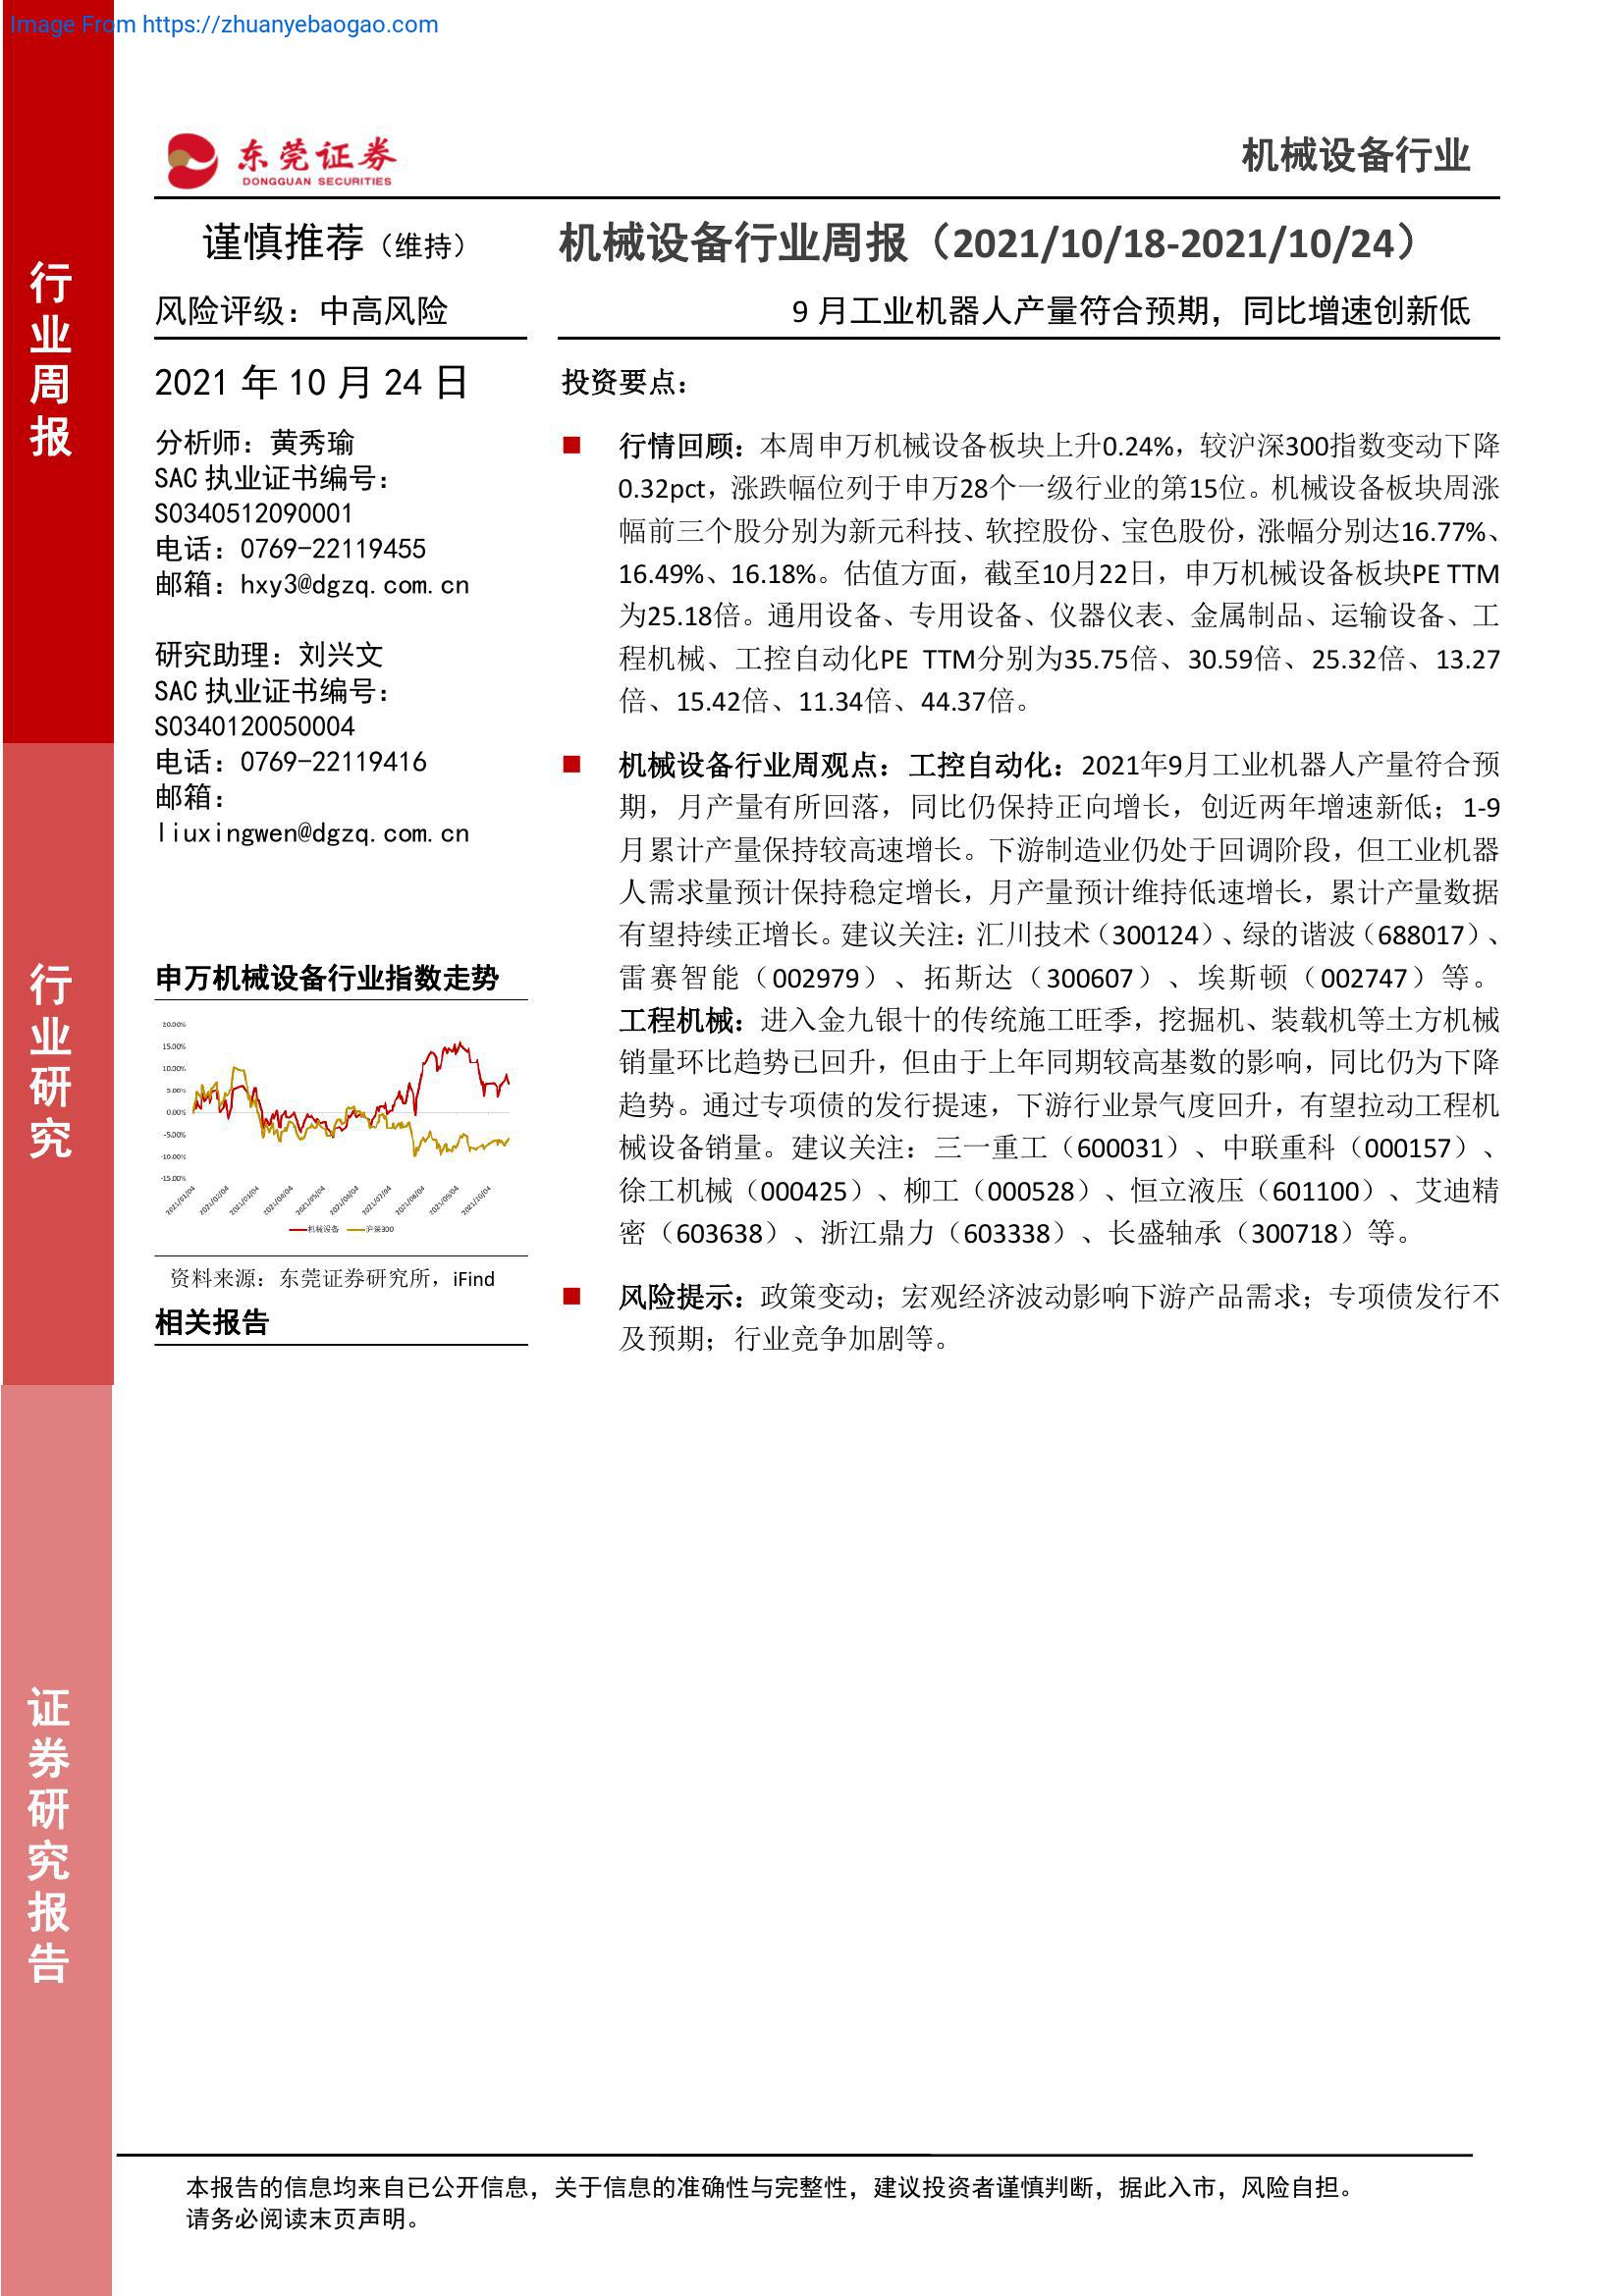 Image From https://zhuanyebaogao.com
东莞证券
DONGGUAN SECURITIES
机械设备行业
行业周报
行业研究
证券研究报告
谨慎推荐（维持）
风险评级：中高风险
2021 年 10 月 24 日
分析师：黄秀瑜
SAC 执业证书编号：
S0340512090001
电话：0769-22119455
邮箱：hxy3@dgzq.com.cn
研究助理：刘兴文
SAC 执业证书编号：
S0340120050004
电话：0769-22119416
邮箱：
liuxingwen@dgzq.com.cn
申万机械设备行业指数走势
20.00%
15.00%
10.00%
5.00%
0.00%
-5.00%
-10.00%
-15.00%
2021/01/04
2021/02/04
2021/03/04
2021/04/04
2021/05/04
2021/06/04
2021/07/04
2021/08/04
2021/09/04
2021/10/04
机械设备 沪深300
资料来源：东莞证券研究所，iFind
相关报告
机械设备行业周报（2021/10/18-2021/10/24）
9 月工业机器人产量符合预期，同比增速创新低
投资要点：
行情回顾：本周申万机械设备板块上升0.24%，较沪深300指数变动下降
0.32pct，涨跌幅位列于申万28个一级行业的第15位。机械设备板块周涨
幅前三个股分别为新元科技、软控股份、宝色股份，涨幅分别达16.77%、
16.49%、16.18%。估值方面，截至10月22日，申万机械设备板块PE TTM
为25.18倍。通用设备、专用设备、仪器仪表、金属制品、运输设备、工
程机械、工控自动化PE TTM分别为35.75倍、30.59倍、25.32倍、13.27
倍、15.42倍、11.34倍、44.37倍。
机械设备行业周观点：工控自动化：2021年9月工业机器人产量符合预
期，月产量有所回落，同比仍保持正向增长，创近两年增速新低；1-9
月累计产量保持较高速增长。下游制造业仍处于回调阶段，但工业机器
人需求量预计保持稳定增长，月产量预计维持低速增长，累计产量数据
有望持续正增长。建议关注：汇川技术（300124）、绿的谐波（688017）、
雷赛智能（002979）、拓斯达（300607）、埃斯顿（002747）等。
工程机械：进入金九银十的传统施工旺季，挖掘机、装载机等土方机械
销量环比趋势已回升，但由于上年同期较高基数的影响，同比仍为下降
趋势。通过专项债的发行提速，下游行业景气度回升，有望拉动工程机
械设备销量。建议关注：三一重工（600031）、中联重科（000157）、
徐工机械（000425）、柳工（000528）、恒立液压（601100）、艾迪精
密（603638）、浙江鼎力（603338）、长盛轴承（300718）等。
风险提示：政策变动；宏观经济波动影响下游产品需求；专项债发行不
及预期；行业竞争加剧等。
本报告的信息均来自已公开信息，关于信息的准确性与完整性，建议投资者谨慎判断，据此入市，风险自担。
请务必阅读末页声明。